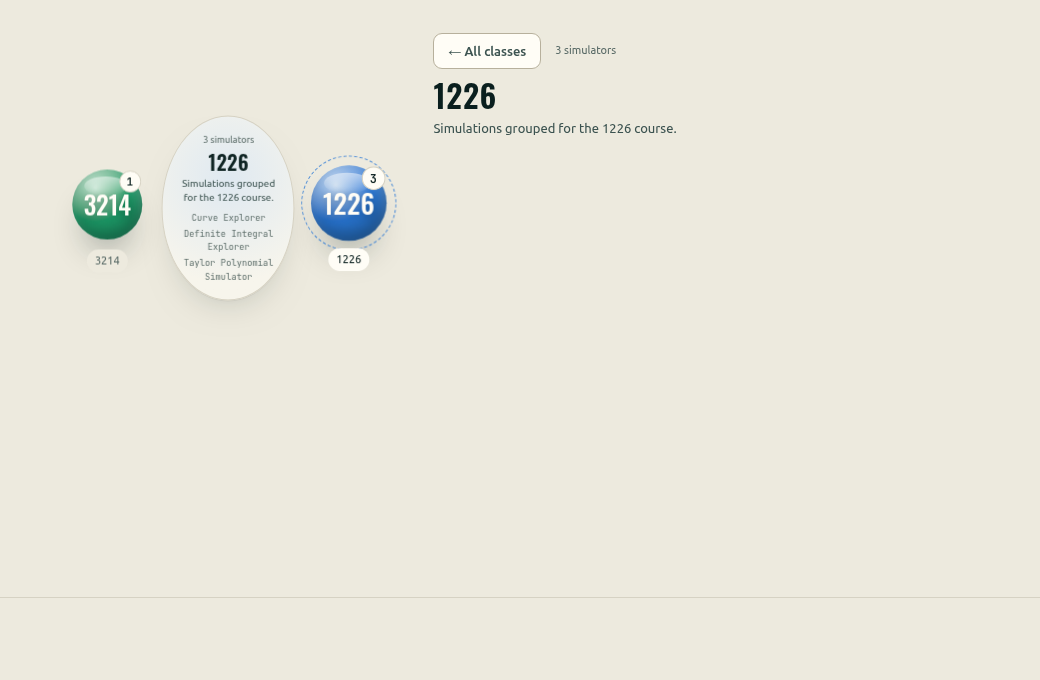 ← All classes
3 simulators
1226
Simulations grouped for the 1226 course.
3 simulators
1226
Simulations grouped
for the 1226 course.
Curve Explorer
Definite Integral
Explorer
Taylor Polynomial
Simulator
1
3214
3214
3
1226
1226